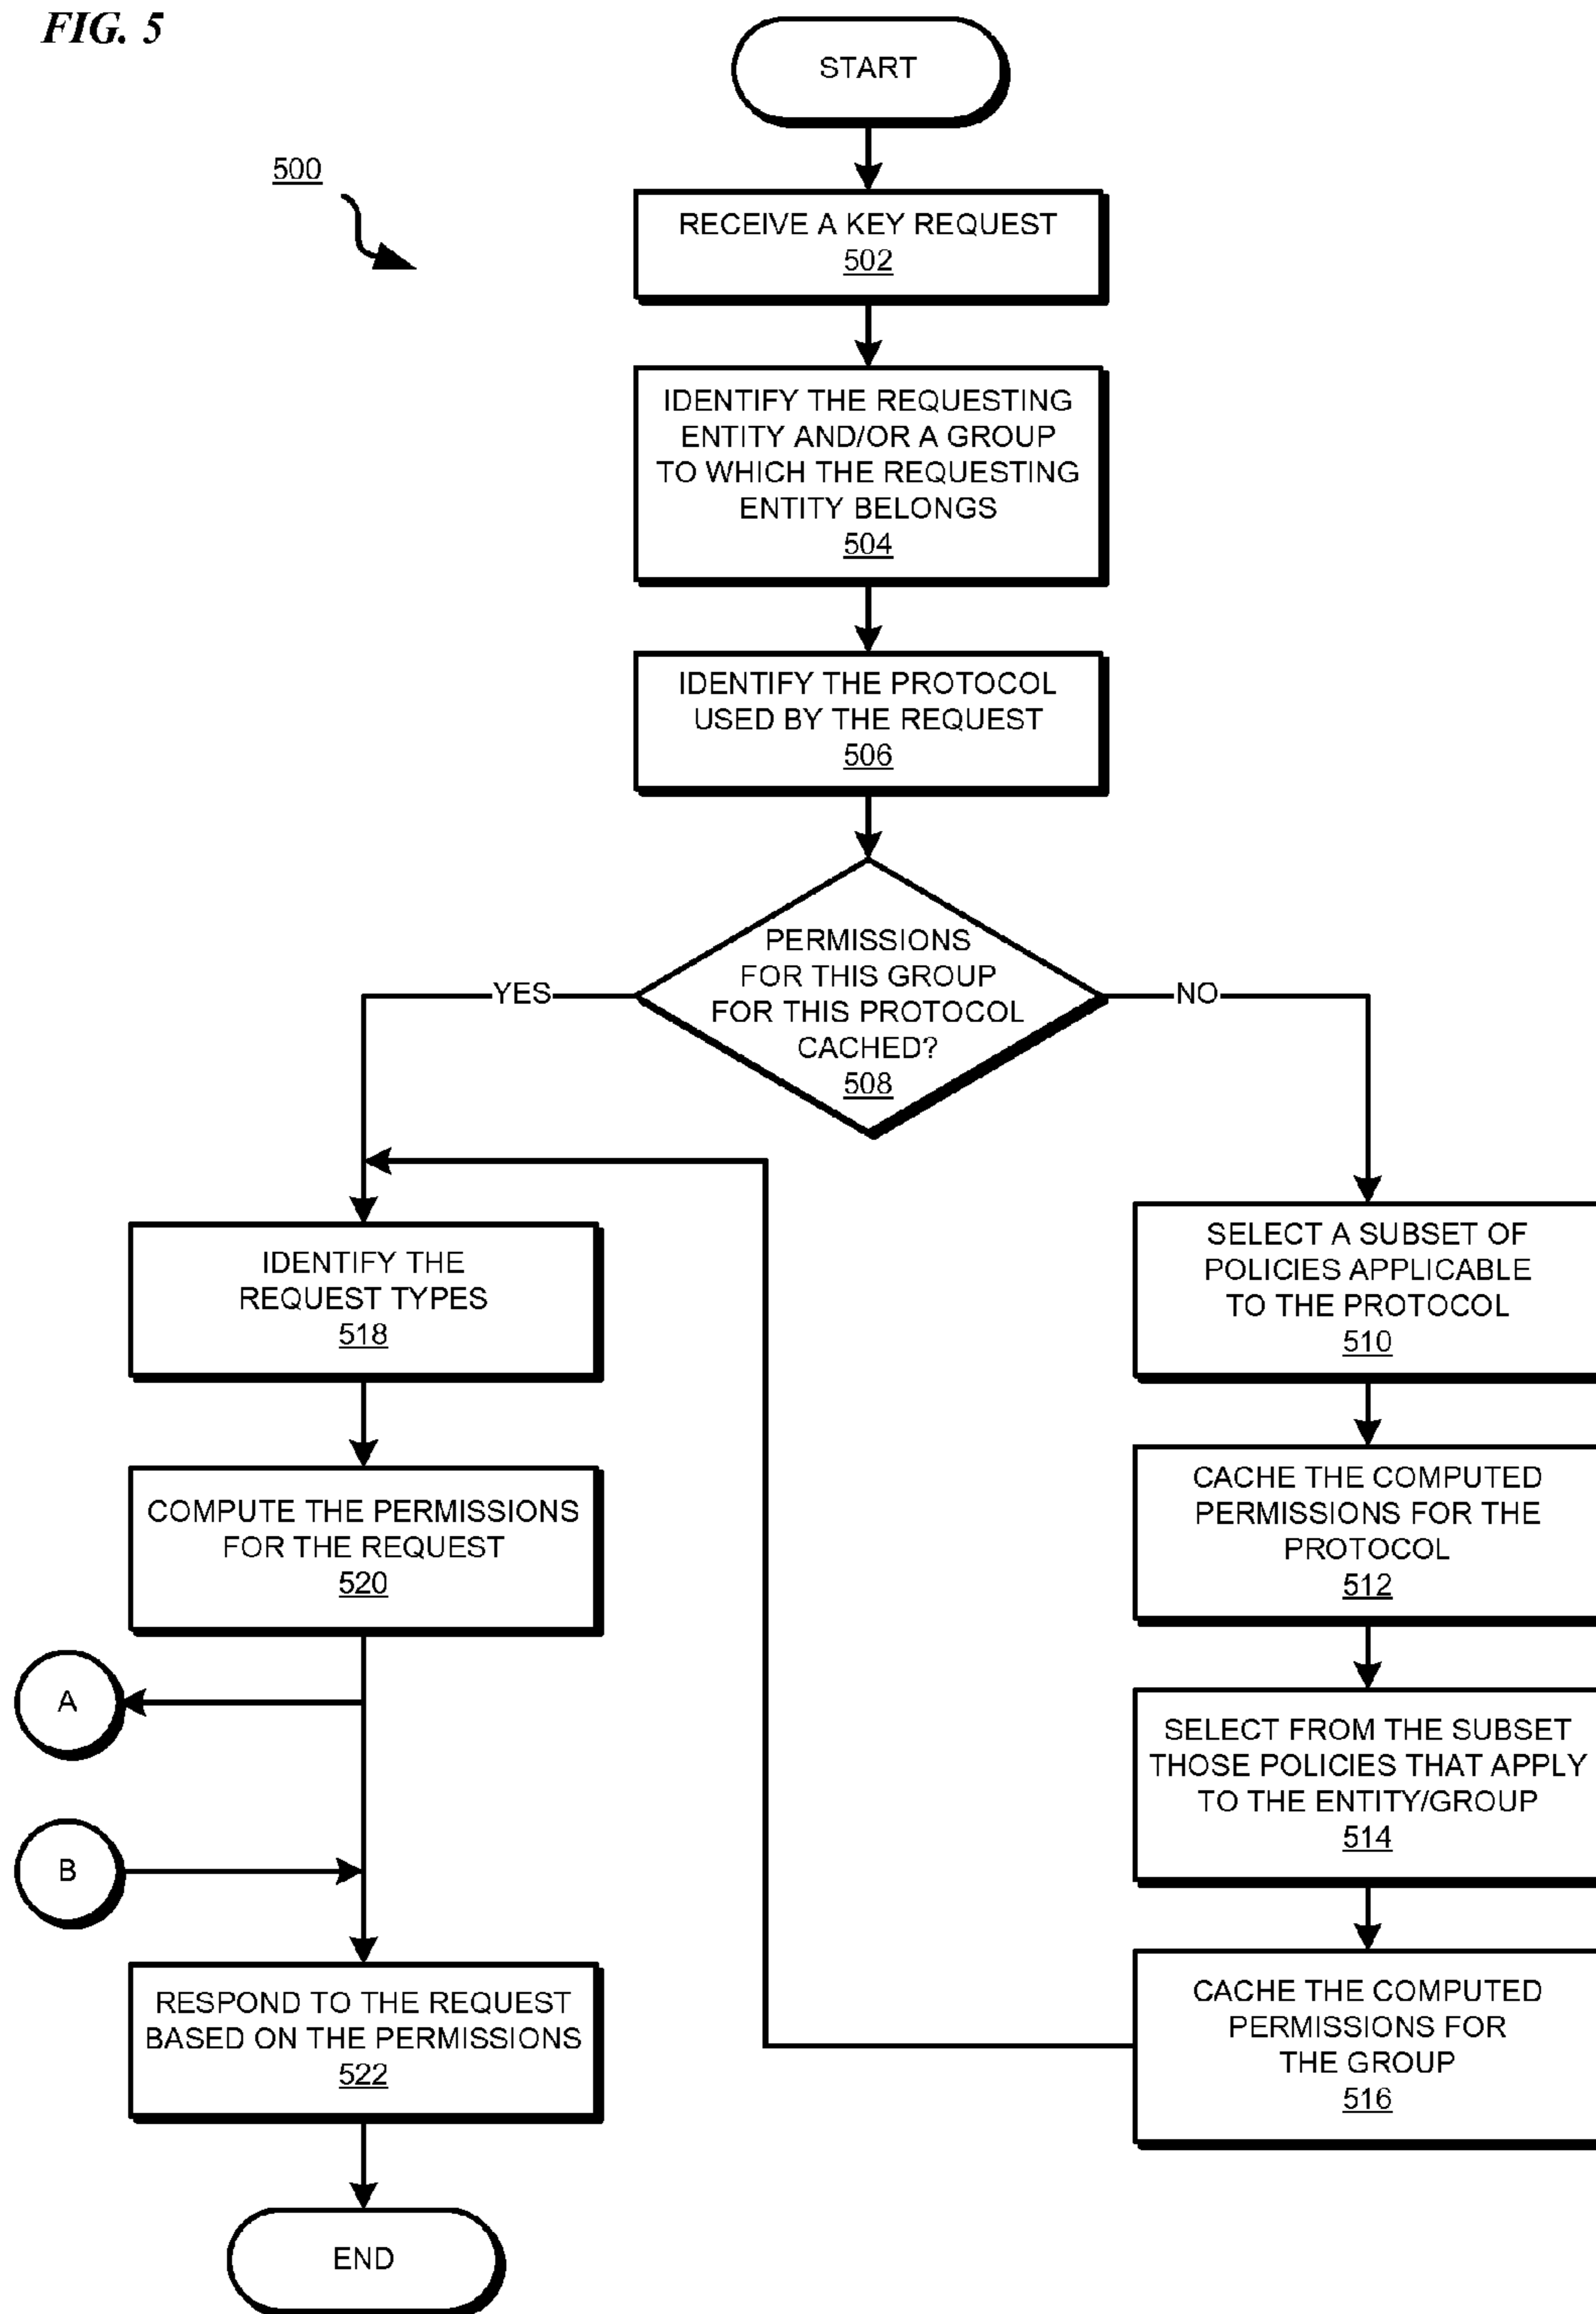 FIG. 5
START
500
RECEIVE A KEY REQUEST
502
IDENTIFY THE REQUESTING
ENTITY AND/OR A GROUP
TO WHICH THE REQUESTING
ENTITY BELONGS
504
IDENTIFY THE PROTOCOL
USED BY THE REQUEST
506
PERMISSIONS
FOR THIS GROUP
FOR THIS PROTOCOL
CACHED?
508
YES
NO
SELECT A SUBSET OF
POLICIES APPLICABLE
TO THE PROTOCOL
510
CACHE THE COMPUTED
PERMISSIONS FOR THE
PROTOCOL
512
SELECT FROM THE SUBSET
THOSE POLICIES THAT APPLY
TO THE ENTITY/GROUP
514
CACHE THE COMPUTED
PERMISSIONS FOR
THE GROUP
516
IDENTIFY THE
REQUEST TYPES
518
COMPUTE THE PERMISSIONS
FOR THE REQUEST
520
A
B
RESPOND TO THE REQUEST
BASED ON THE PERMISSIONS
522
END